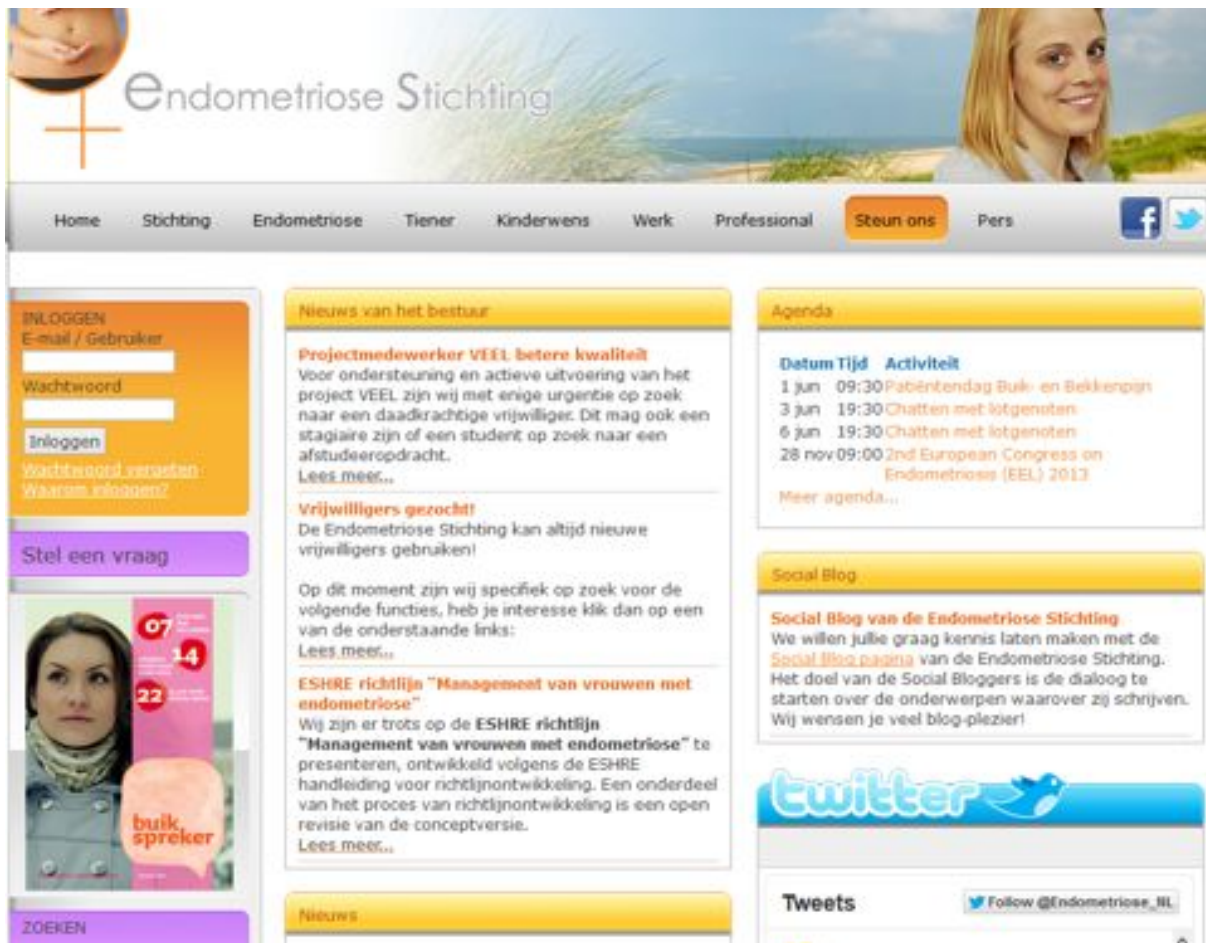 endometriose Stichting
Home Stichting Endometriose Tiener Kinderwens Werk Professional Steun ons Pers
INLOGGEN
E-mail / Gebruiker
Wachtwoord
Inloggen
Wachtwoord vergeten
Waarom inloggen?
Stel een vraag
07
14
22
buik
spreker
ZOEKEN
Nieuws van het bestuur
Projectmedewerker VEEL betere kwaliteit
Voor ondersteuning en actieve uitvoering van het
project VEEL zijn wij met enige urgentie op zoek
naar een daadkrachtige vrijwilliger. Dit mag ook een
stagiaire zijn of een student op zoek naar een
afstudeeropdracht.
Lees meer...
Vrijwilligers gezocht!
De Endometriose Stichting kan altijd nieuwe
vrijwilligers gebruiken!
Op dit moment zijn wij specifiek op zoek voor de
volgende functies, heb je interesse klik dan op een
van de onderstaande links:
Lees meer...
ESHRE richtlijn "Management van vrouwen met
endometriose"
Wij zijn er trots op de ESHRE richtlijn
"Management van vrouwen met endometriose" te
presenteren, ontwikkeld volgens de ESHRE
handleiding voor richtlijnontwikkeling. Een onderdeel
van het proces van richtlijnontwikkeling is een open
revisie van de conceptversie.
Lees meer...
Nieuws
Agenda
Datum Tijd Activiteit
1 jun 09:30 Patiëntendag Buik- en Bekkenpijn
3 jun 19:30 Chatten met lotgenoten
6 jun 19:30 Chatten met lotgenoten
28 nov 09:00 2nd European Congress on
Endometriosis (EEL) 2013
Meer agenda...
Social Blog
Social Blog van de Endometriose Stichting
We willen jullie graag kennis laten maken met de
Social Blog pagina van de Endometriose Stichting.
Het doel van de Social Bloggers is de dialoog te
starten over de onderwerpen waarover zij schrijven.
Wij wensen je veel blog-plezier!
twitter
Tweets
Follow @Endometriose_NL